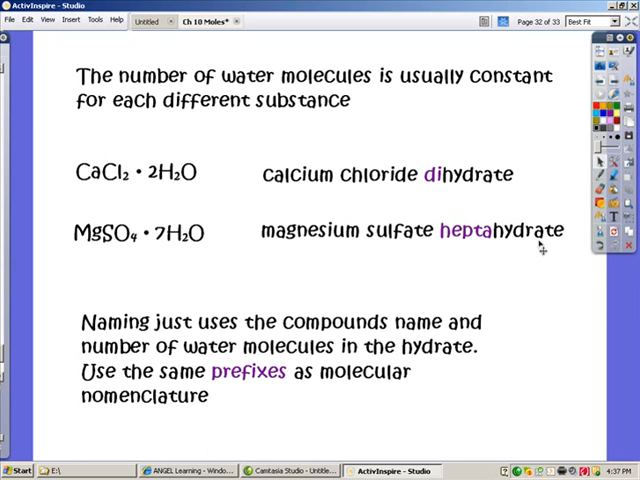 ActivInspire - Studio
File Edit View Insert Tools Help
Untitled
Ch 10 Moles*
Page 32 of 33
Best Fit
The number of water molecules is usually constant
for each different substance
CaCl₂ • 2H₂O calcium chloride dihydrate
MgSO₄ • 7H₂O magnesium sulfate heptahydrate
Naming just uses the compounds name and
number of water molecules in the hydrate.
Use the same prefixes as molecular
nomenclature
Start
E:\
ANGEL Learning - Windo...
Camtasia Studio - Untitle...
ActivInspire - Studio
4:37 PM